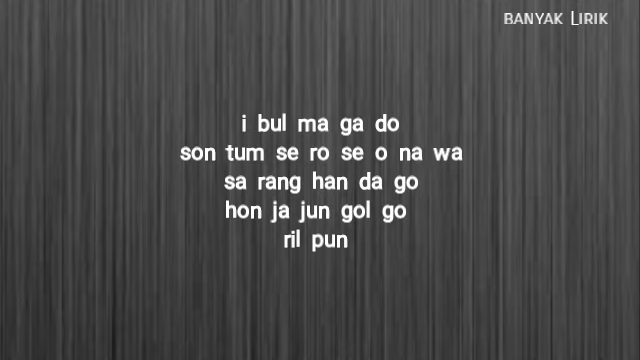 BANYAK LIRIK
i bul ma ga do
son tum se ro se o na wa
sa rang han da go
hon ja jun gol go
ril pun